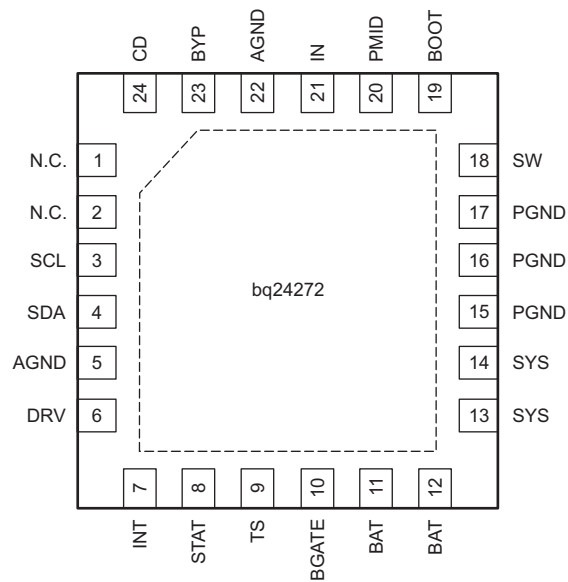 CD BYP AGND IN PMID BOOT
24 23 22 21 20 19
N.C. 1 18 SW
N.C. 2 17 PGND
SCL 3 16 PGND
bq24272
SDA 4 15 PGND
AGND 5 14 SYS
DRV 6 13 SYS
7 8 9 10 11 12
INT STAT TS BGATE BAT BAT